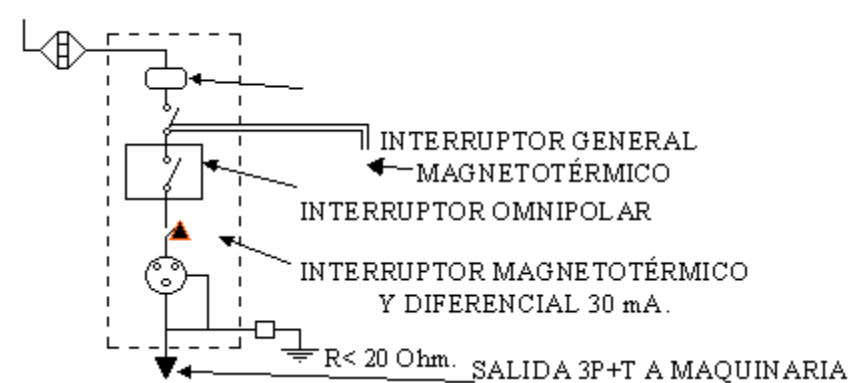 INTERRUPTOR GENERAL
MAGNETOTÉRMICO
INTERRUPTOR OMNIPOLAR
INTERRUPTOR MAGNETOTÉRMICO
Y DIFERENCIAL 30 mA.
R< 20 Ohm.
SALIDA 3P+T A MAQUINARIA